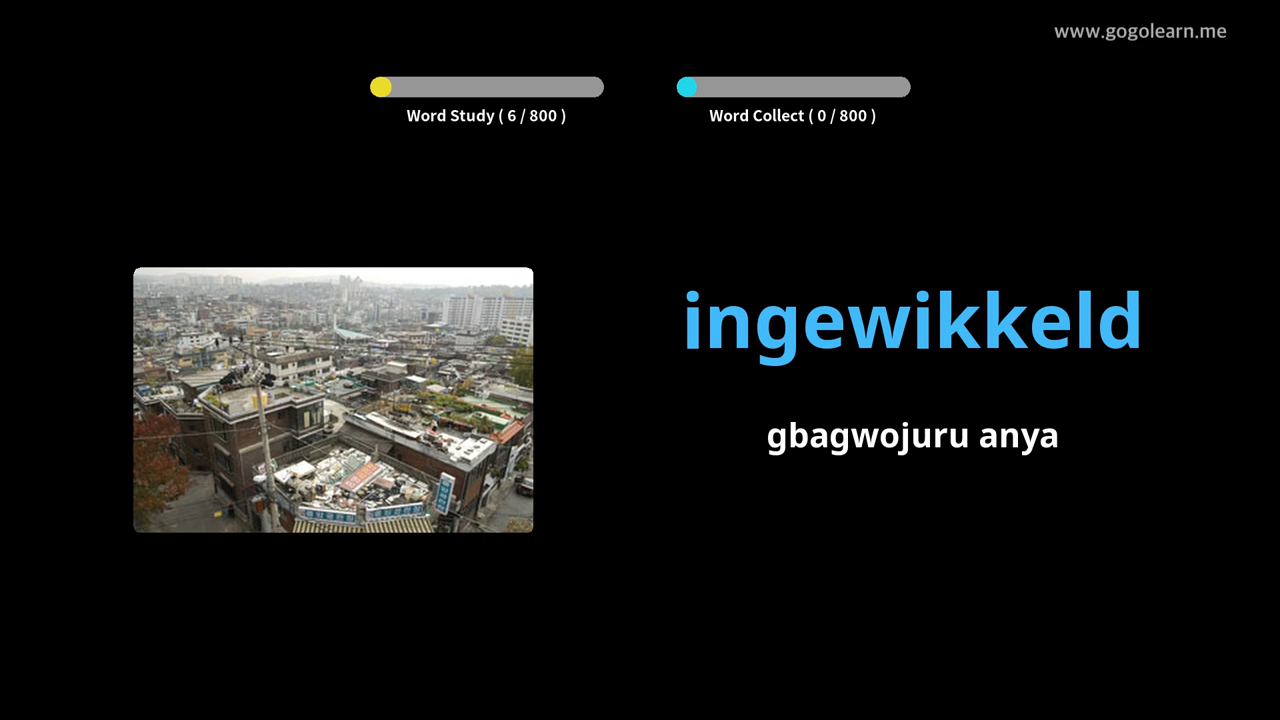 www.gogolearn.me
Word Study ( 6 / 800 )
Word Collect ( 0 / 800 )
ingewikkeld
gbagwojuru anya